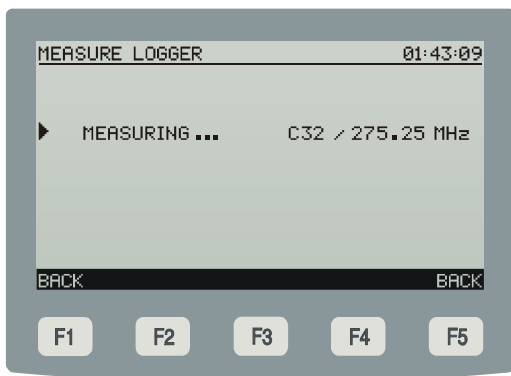 MEASURE LOGGER 01:43:09
MEASURING... C32 / 275.25 MHz
BACK BACK
F1 F2 F3 F4 F5